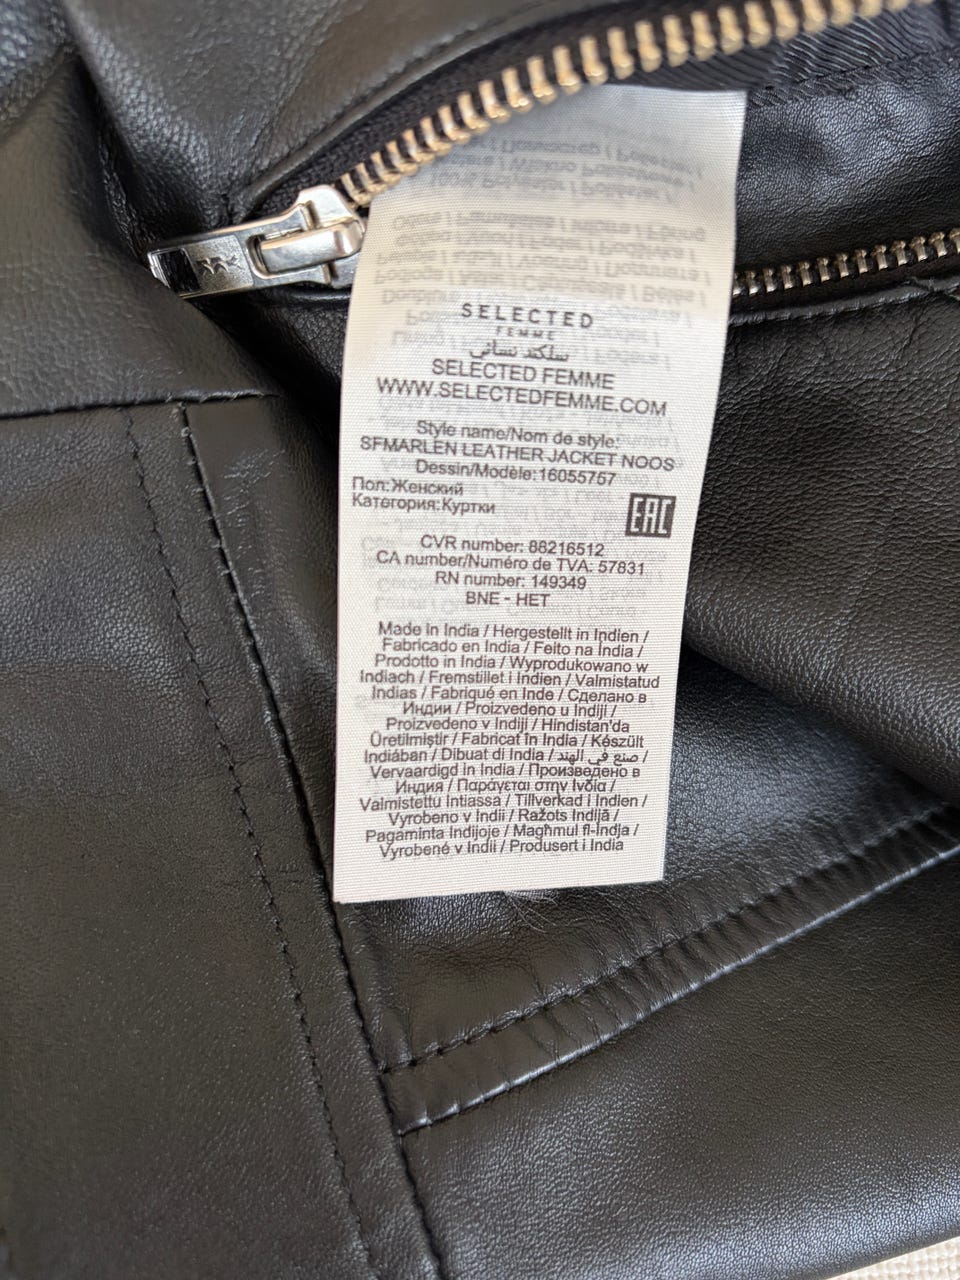 SELECTED
FEMME
سلكتد نسائي
SELECTED FEMME
WWW.SELECTEDFEMME.COM
Style name/Nom de style:
SFMARLEN LEATHER JACKET NOOS
Dessin/Modèle:16055757
Пол:Женский
Категория:Куртки
EAC
CVR number: 88216512
CA number/Numéro de TVA: 57831
RN number: 149349
BNE - HET
Made in India / Hergestellt in Indien /
Fabricado en India / Feito na Índia /
Prodotto in India / Wyprodukowano w
Indiach / Fremstillet i Indien / Valmistatud
Indias / Fabriqué en Inde / Сделано в
Индии / Proizvedeno u Indiji /
Proizvedeno v Indiji / Hindistan'da
Üretilmiştir / Fabricat în India / Készült
Indiában / Dibuat di India / صنع في الهند /
Vervaardigd in India / Произведено в
Индия / Παράγεται στην Ινδία /
Valmistettu Intiassa / Tillverkad i Indien /
Vyrobeno v Indii / Ražots Indijā /
Pagaminta Indijoje / Magħmul fl-Indja /
Vyrobené v Indii / Produsert i India